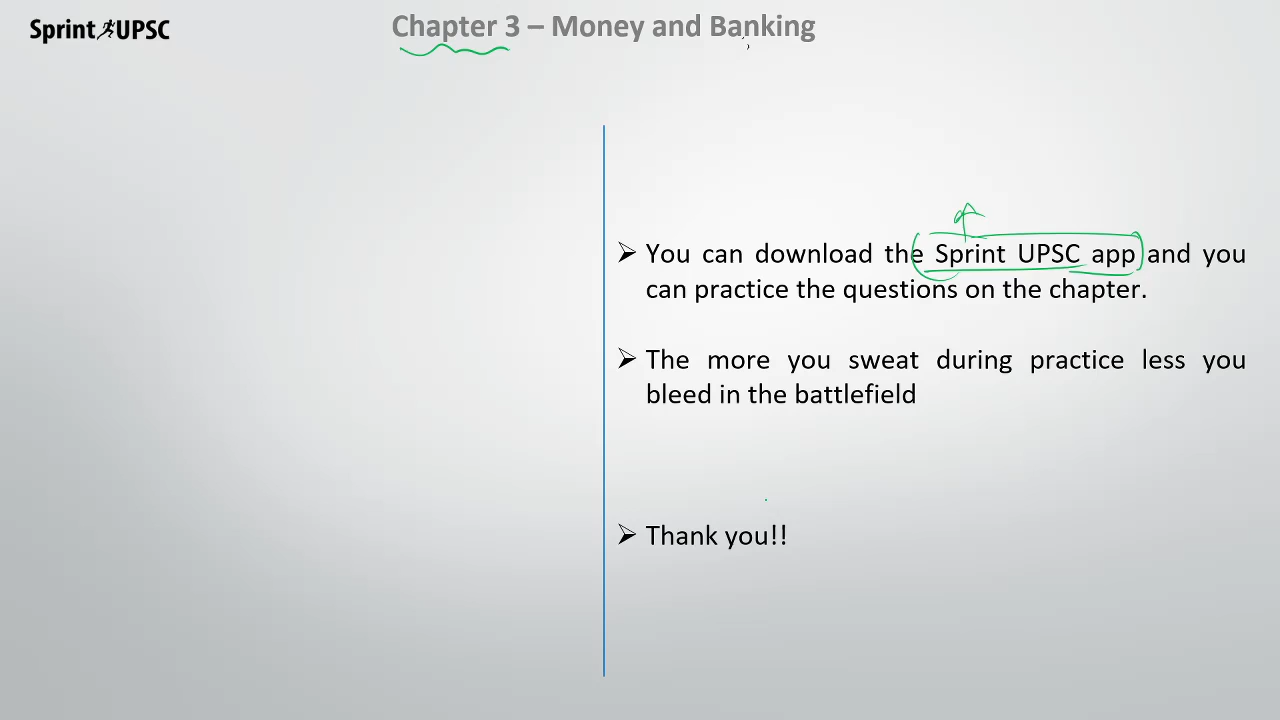 Sprint UPSC
Chapter 3 – Money and Banking
➢ You can download the Sprint UPSC app and you
can practice the questions on the chapter.
➢ The more you sweat during practice less you
bleed in the battlefield
➢ Thank you!!